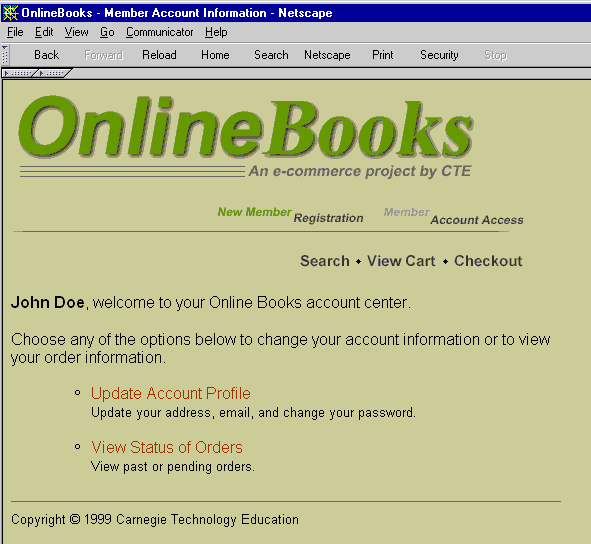 OnlineBooks - Member Account Information - Netscape
File Edit View Go Communicator Help
Back Forward Reload Home Search Netscape Print Security Stop
OnlineBooks
An e-commerce project by CTE
New Member Registration Member Account Access
Search • View Cart • Checkout
John Doe, welcome to your Online Books account center.
Choose any of the options below to change your account information or to view
your order information.
Update Account Profile
Update your address, email, and change your password.
View Status of Orders
View past or pending orders.
Copyright © 1999 Carnegie Technology Education